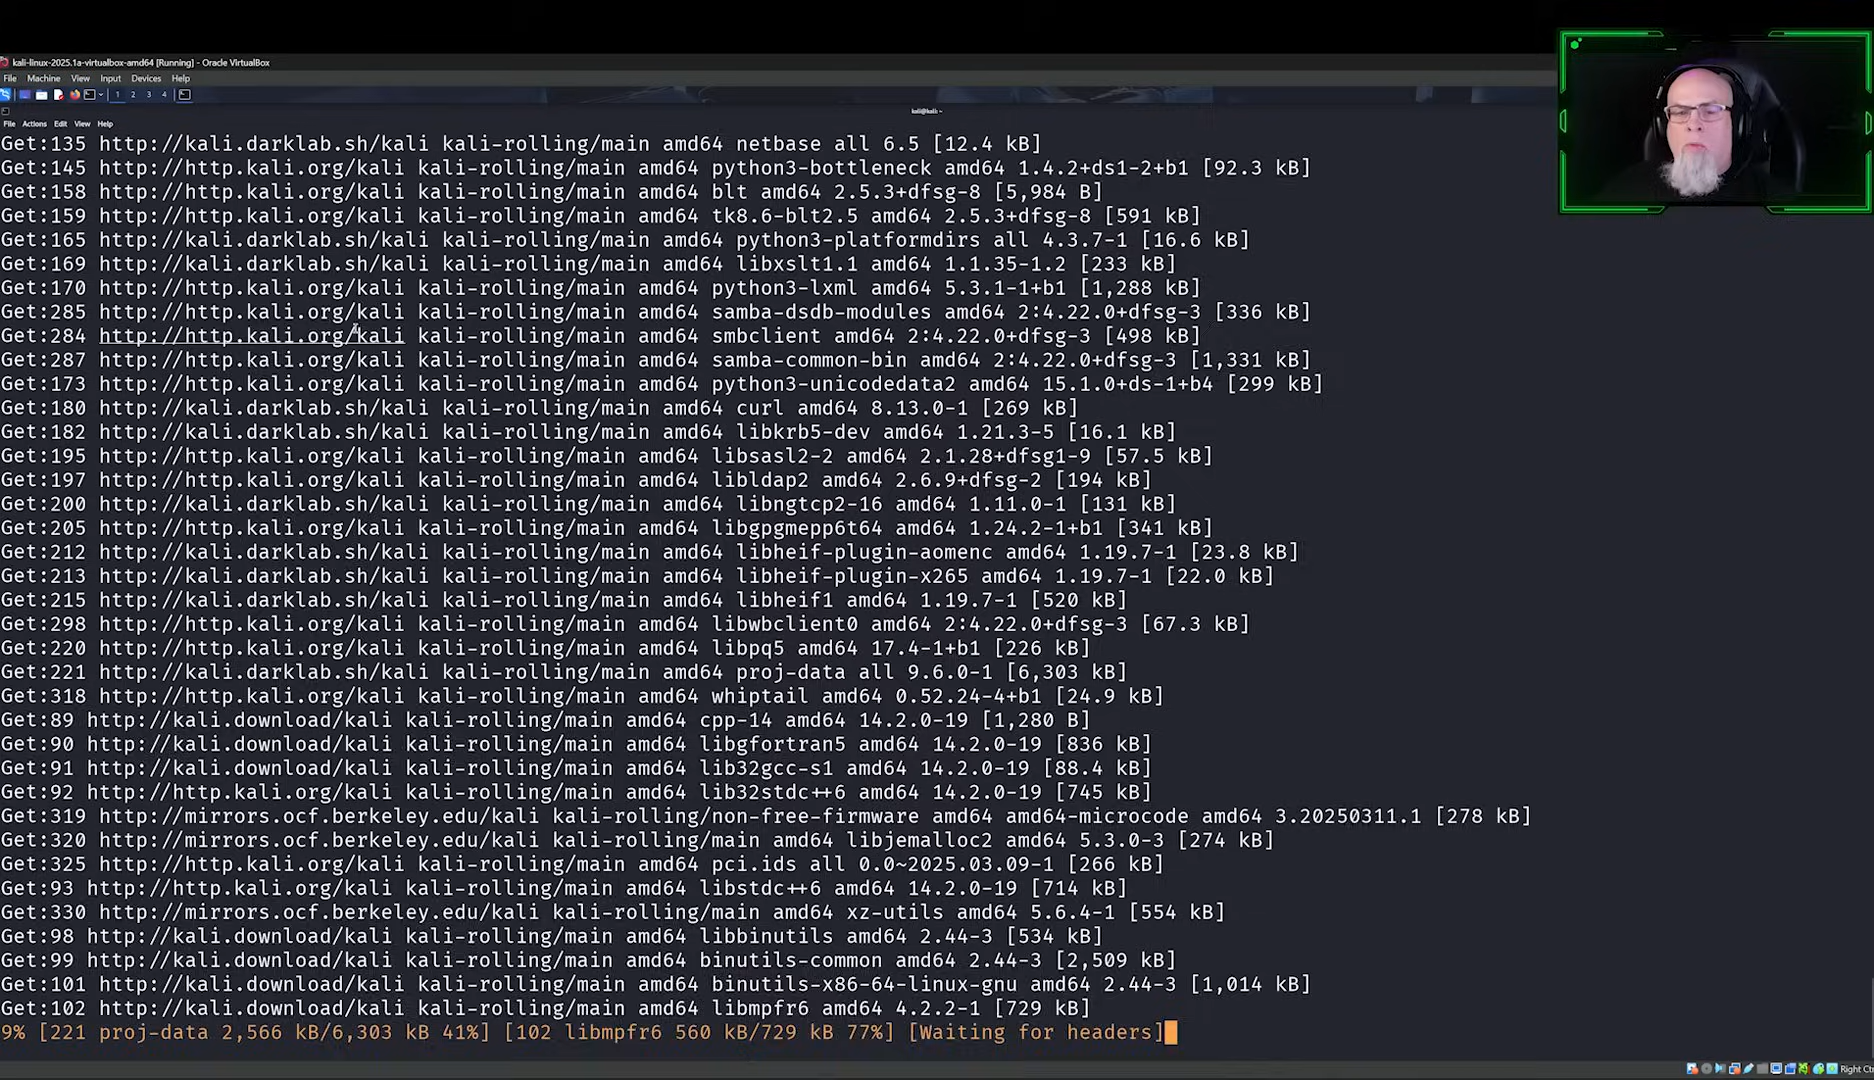 kali-linux-2025.1a-virtualbox-amd64 [Running] - Oracle VirtualBox
File Machine View Input Devices Help
1 2 3 4
kali@kali: ~
File Actions Edit View Help
Get:135 http://kali.darklab.sh/kali kali-rolling/main amd64 netbase all 6.5 [12.4 kB]
Get:145 http://http.kali.org/kali kali-rolling/main amd64 python3-bottleneck amd64 1.4.2+ds1-2+b1 [92.3 kB]
Get:158 http://http.kali.org/kali kali-rolling/main amd64 blt amd64 2.5.3+dfsg-8 [5,984 B]
Get:159 http://http.kali.org/kali kali-rolling/main amd64 tk8.6-blt2.5 amd64 2.5.3+dfsg-8 [591 kB]
Get:165 http://kali.darklab.sh/kali kali-rolling/main amd64 python3-platformdirs all 4.3.7-1 [16.6 kB]
Get:169 http://kali.darklab.sh/kali kali-rolling/main amd64 libxslt1.1 amd64 1.1.35-1.2 [233 kB]
Get:170 http://http.kali.org/kali kali-rolling/main amd64 python3-lxml amd64 5.3.1-1+b1 [1,288 kB]
Get:285 http://http.kali.org/kali kali-rolling/main amd64 samba-dsdb-modules amd64 2:4.22.0+dfsg-3 [336 kB]
Get:284 http://http.kali.org/kali kali-rolling/main amd64 smbclient amd64 2:4.22.0+dfsg-3 [498 kB]
Get:287 http://http.kali.org/kali kali-rolling/main amd64 samba-common-bin amd64 2:4.22.0+dfsg-3 [1,331 kB]
Get:173 http://http.kali.org/kali kali-rolling/main amd64 python3-unicodedata2 amd64 15.1.0+ds-1+b4 [299 kB]
Get:180 http://kali.darklab.sh/kali kali-rolling/main amd64 curl amd64 8.13.0-1 [269 kB]
Get:182 http://kali.darklab.sh/kali kali-rolling/main amd64 libkrb5-dev amd64 1.21.3-5 [16.1 kB]
Get:195 http://http.kali.org/kali kali-rolling/main amd64 libsasl2-2 amd64 2.1.28+dfsg1-9 [57.5 kB]
Get:197 http://http.kali.org/kali kali-rolling/main amd64 libldap2 amd64 2.6.9+dfsg-2 [194 kB]
Get:200 http://http.kali.org/kali kali-rolling/main amd64 libngtcp2-16 amd64 1.11.0-1 [131 kB]
Get:205 http://http.kali.org/kali kali-rolling/main amd64 libgpgmepp6t64 amd64 1.24.2-1+b1 [341 kB]
Get:212 http://kali.darklab.sh/kali kali-rolling/main amd64 libheif-plugin-aomenc amd64 1.19.7-1 [23.8 kB]
Get:213 http://kali.darklab.sh/kali kali-rolling/main amd64 libheif-plugin-x265 amd64 1.19.7-1 [22.0 kB]
Get:215 http://kali.darklab.sh/kali kali-rolling/main amd64 libheif1 amd64 1.19.7-1 [520 kB]
Get:298 http://http.kali.org/kali kali-rolling/main amd64 libwbclient0 amd64 2:4.22.0+dfsg-3 [67.3 kB]
Get:220 http://http.kali.org/kali kali-rolling/main amd64 libpq5 amd64 17.4-1+b1 [226 kB]
Get:221 http://kali.darklab.sh/kali kali-rolling/main amd64 proj-data all 9.6.0-1 [6,303 kB]
Get:318 http://http.kali.org/kali kali-rolling/main amd64 whiptail amd64 0.52.24-4+b1 [24.9 kB]
Get:89 http://kali.download/kali kali-rolling/main amd64 cpp-14 amd64 14.2.0-19 [1,280 B]
Get:90 http://kali.download/kali kali-rolling/main amd64 libgfortran5 amd64 14.2.0-19 [836 kB]
Get:91 http://kali.download/kali kali-rolling/main amd64 lib32gcc-s1 amd64 14.2.0-19 [88.4 kB]
Get:92 http://http.kali.org/kali kali-rolling/main amd64 lib32stdc++6 amd64 14.2.0-19 [745 kB]
Get:319 http://mirrors.ocf.berkeley.edu/kali kali-rolling/non-free-firmware amd64 amd64-microcode amd64 3.20250311.1 [278 kB]
Get:320 http://mirrors.ocf.berkeley.edu/kali kali-rolling/main amd64 libjemalloc2 amd64 5.3.0-3 [274 kB]
Get:325 http://http.kali.org/kali kali-rolling/main amd64 pci.ids all 0.0~2025.03.09-1 [266 kB]
Get:93 http://http.kali.org/kali kali-rolling/main amd64 libstdc++6 amd64 14.2.0-19 [714 kB]
Get:330 http://mirrors.ocf.berkeley.edu/kali kali-rolling/main amd64 xz-utils amd64 5.6.4-1 [554 kB]
Get:98 http://kali.download/kali kali-rolling/main amd64 libbinutils amd64 2.44-3 [534 kB]
Get:99 http://kali.download/kali kali-rolling/main amd64 binutils-common amd64 2.44-3 [2,509 kB]
Get:101 http://kali.download/kali kali-rolling/main amd64 binutils-x86-64-linux-gnu amd64 2.44-3 [1,014 kB]
Get:102 http://kali.download/kali kali-rolling/main amd64 libmpfr6 amd64 4.2.2-1 [729 kB]
9% [221 proj-data 2,566 kB/6,303 kB 41%] [102 libmpfr6 560 kB/729 kB 77%] [Waiting for headers]
Right